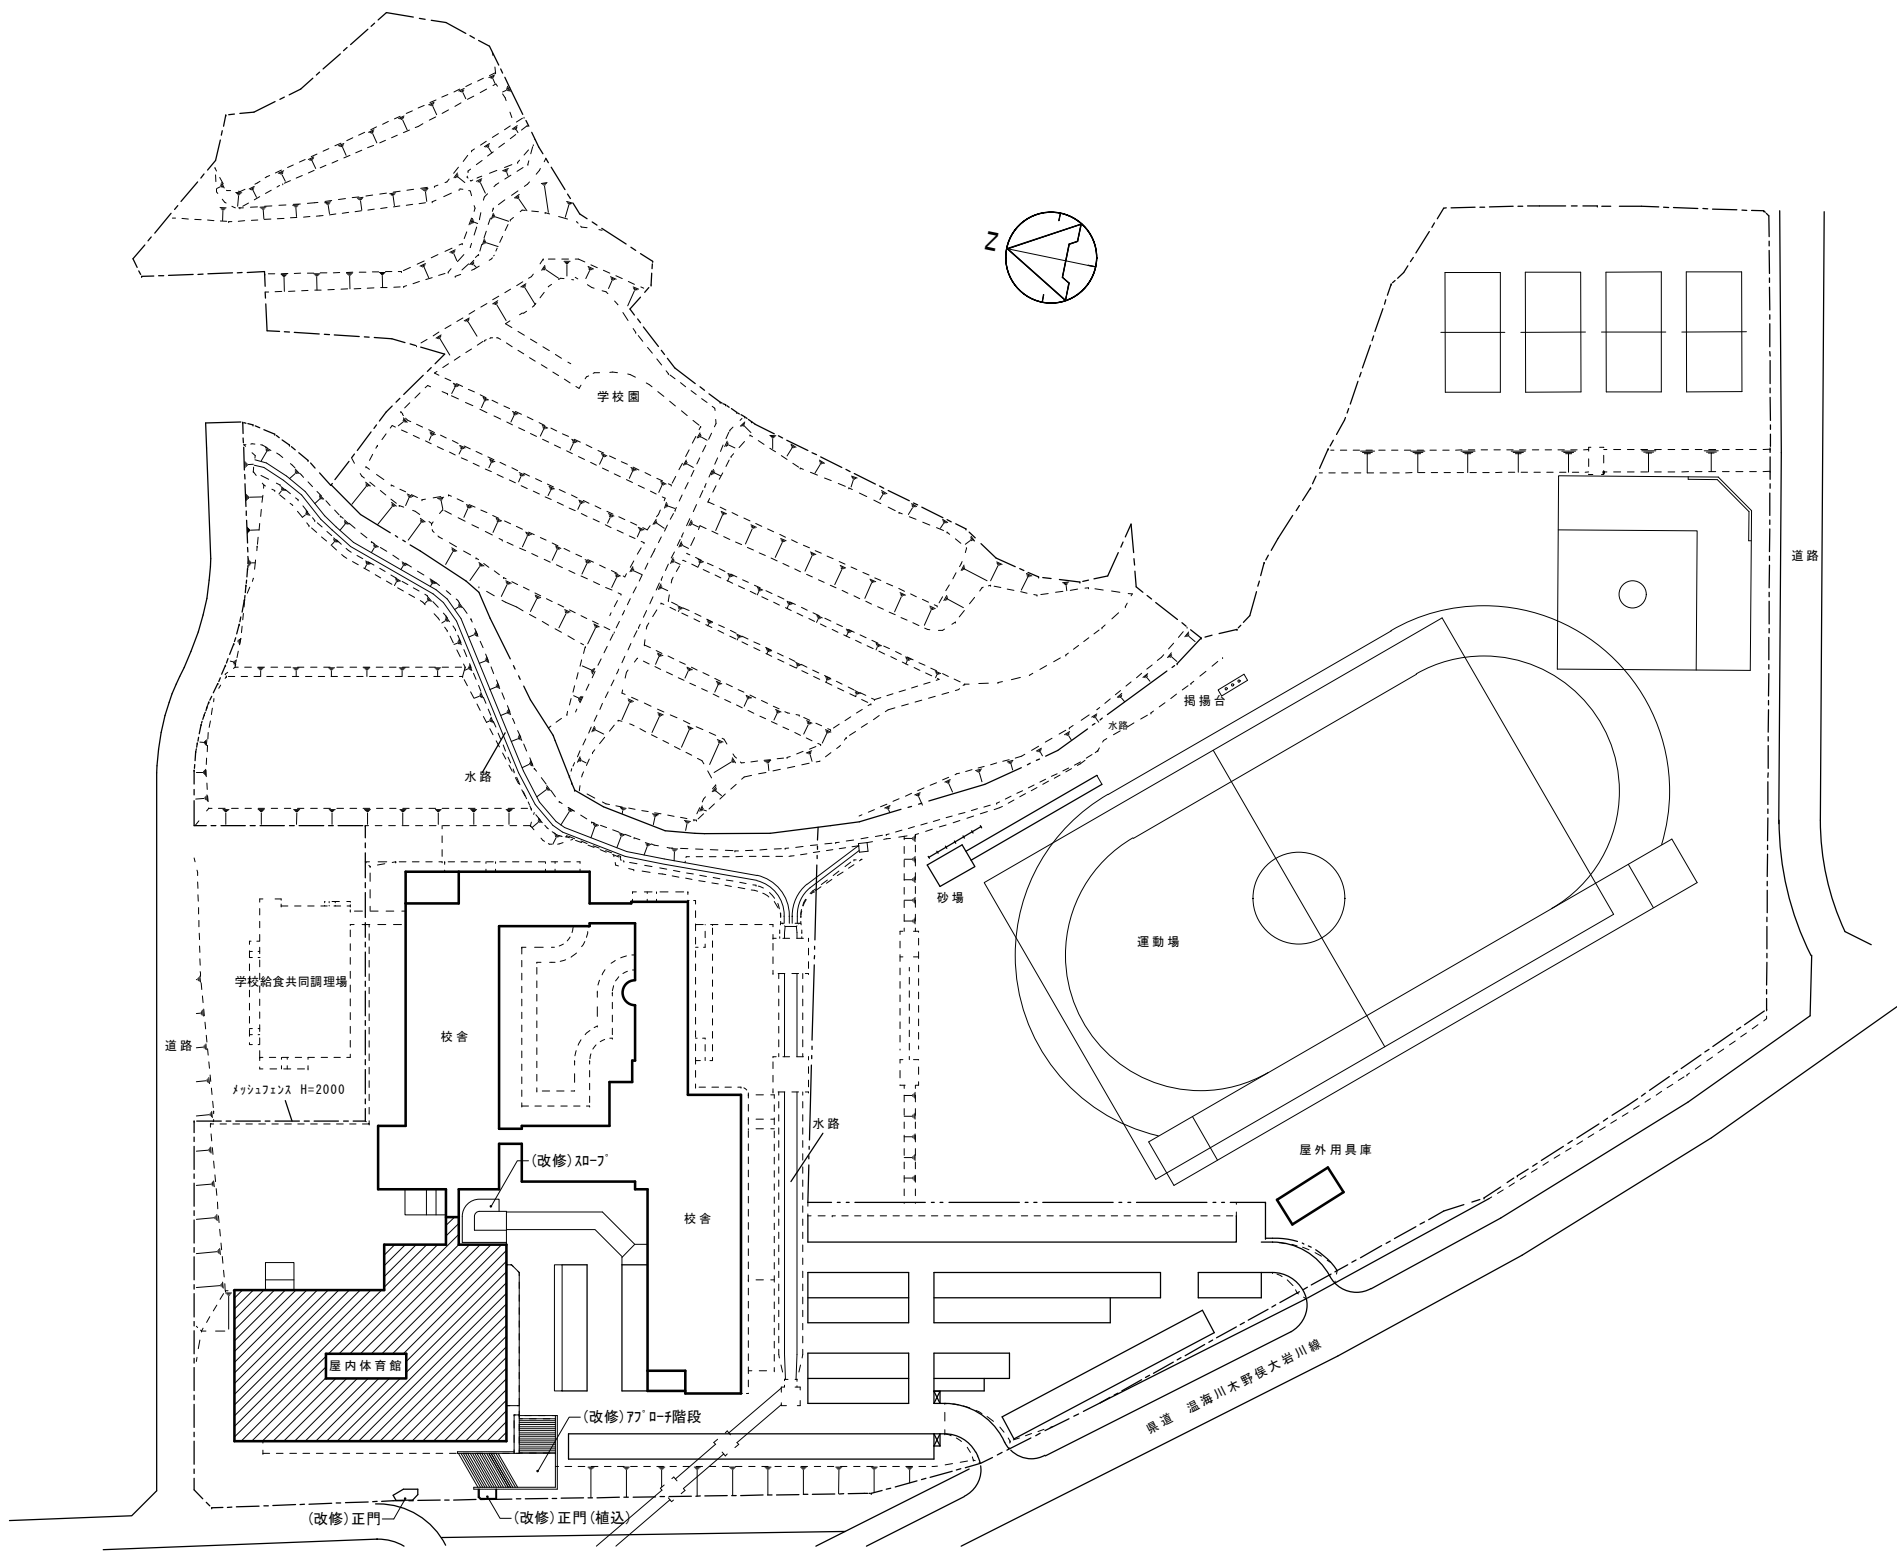 Z
学校園
道路
掲揚台
水路
水路
砂場
運動場
学校給食共同調理場
校舎
道路
メッシュフェンス H=2000
水路
(改修)スロープ
屋外用具庫
校舎
屋内体育館
(改修)アプローチ階段
県道 温海川木野俣大岩川線
(改修)正門
(改修)正門(植込)